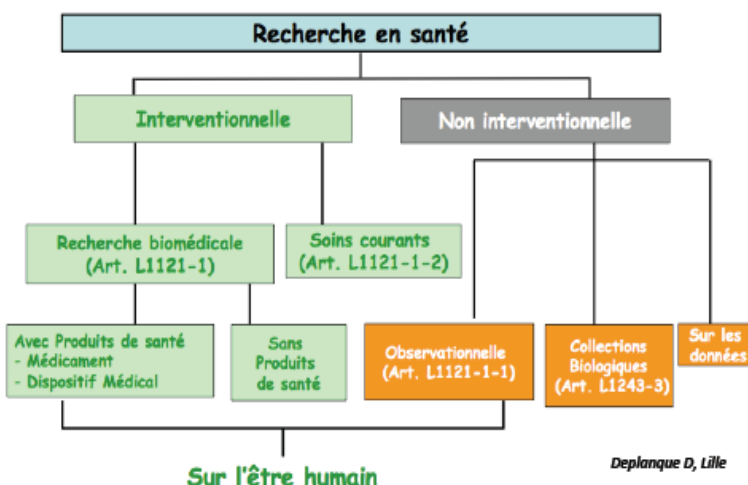 Recherche en santé
Interventionnelle
Non interventionnelle
Recherche biomédicale
(Art. L1121-1)
Soins courants
(Art. L1121-1-2)
Avec Produits de santé
- Médicament
- Dispositif Médical
Sans
Produits
de santé
Observationnelle
(Art. L1121-1-1)
Collections
Biologiques
(Art. L1243-3)
Sur les
données
Sur l'être humain
Deplanque D, Lille